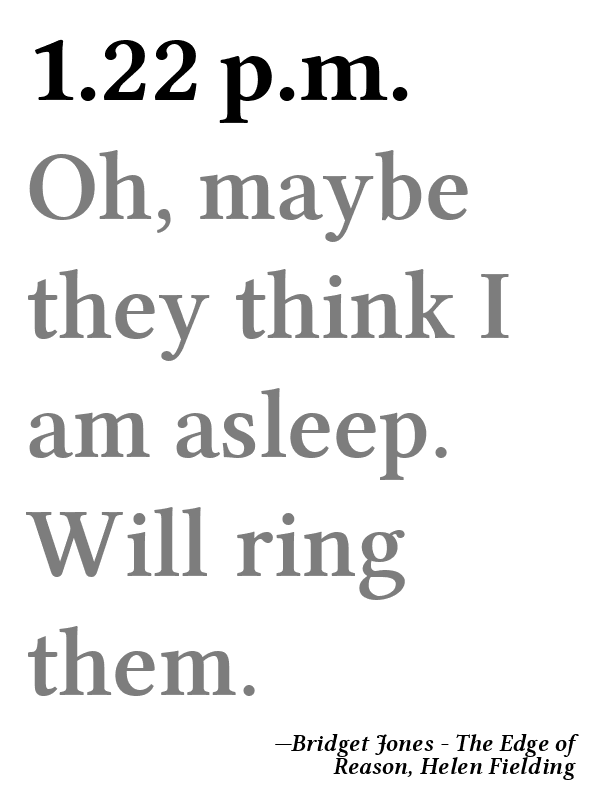 1.22 p.m.
Oh, maybe
they think I
am asleep.
Will ring
them.
—Bridget Jones - The Edge of
Reason, Helen Fielding